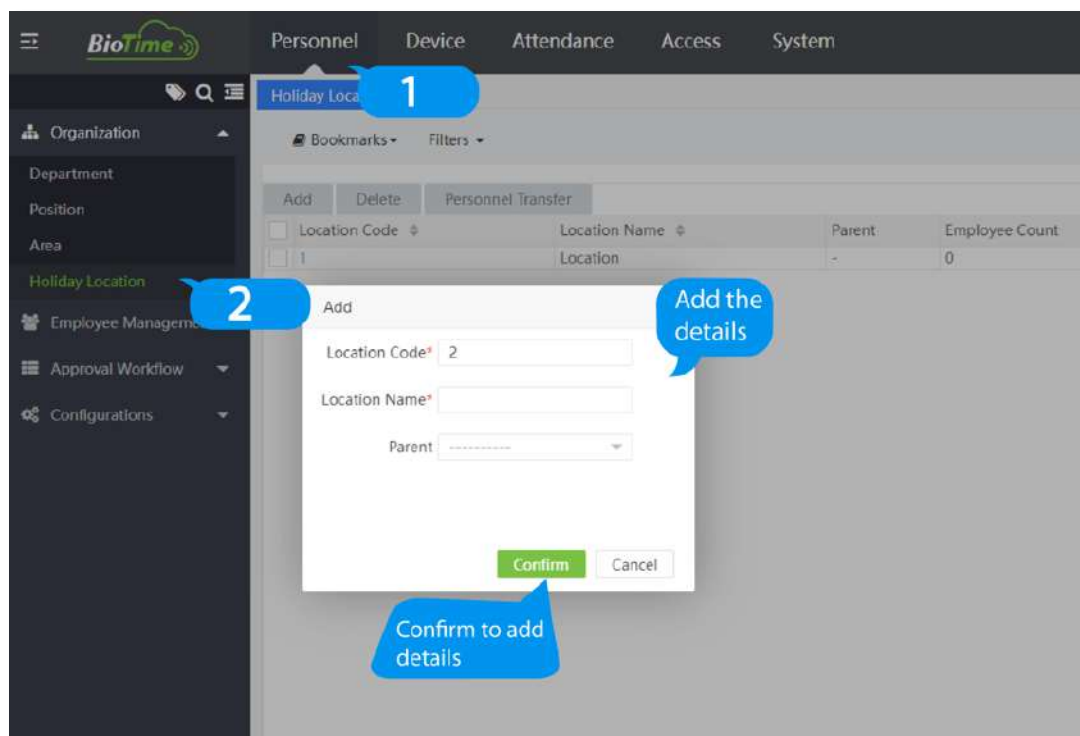 BioTime
Personnel Device Attendance Access System
1
Holiday Loca
Organization
Bookmarks Filters
Department
Add Delete Personnel Transfer
Position
Location Code Location Name Parent Employee Count
Area
1 Location - 0
Holiday Location
2
Add
Add the
details
Employee Managem
Location Code* 2
Approval Workflow
Location Name*
Configurations
Parent ----------
Confirm Cancel
Confirm to add
details